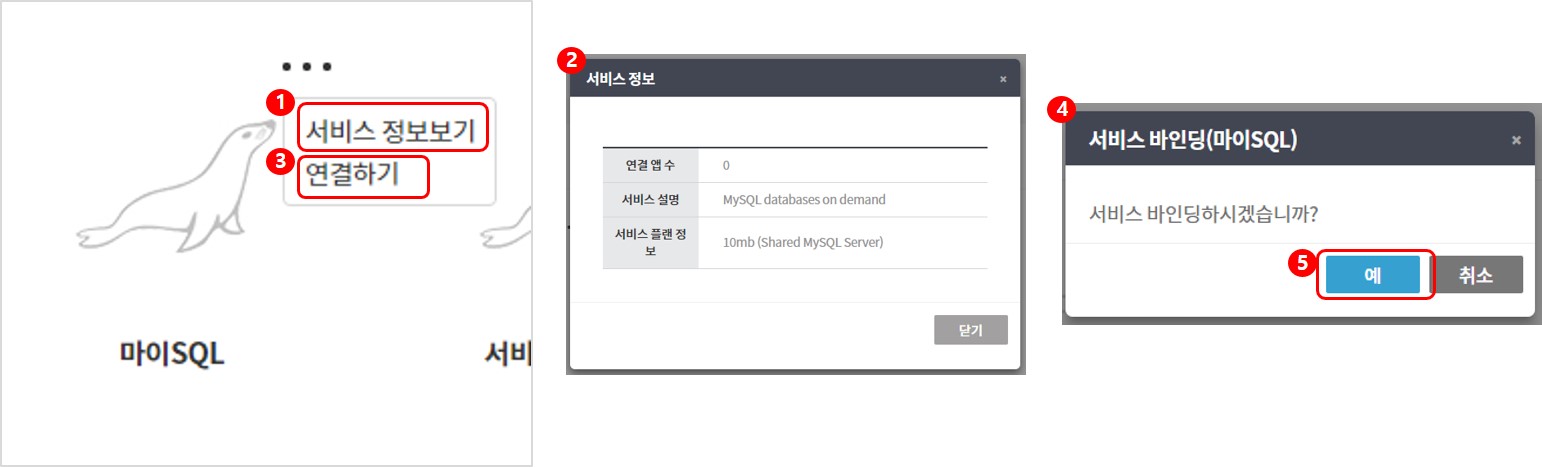 •••
1
서비스 정보보기
3
연결하기
마이SQL
서비
2
서비스 정보
×
연결 앱 수 0
서비스 설명 MySQL databases on demand
서비스 플랜 정
보
10mb (Shared MySQL Server)
닫기
4
서비스 바인딩(마이SQL)
×
서비스 바인딩하시겠습니까?
5
예 취소